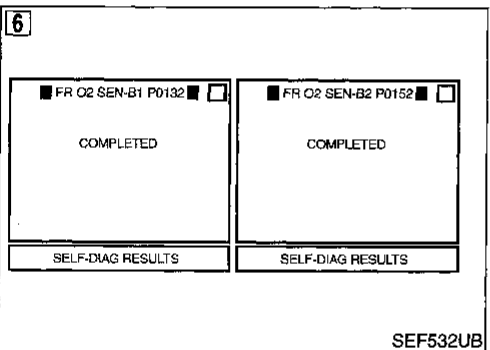 6
FR O2 SEN-B1 P0132
COMPLETED
SELF-DIAG RESULTS
FR O2 SEN-B2 P0152
COMPLETED
SELF-DIAG RESULTS
SEF532UB